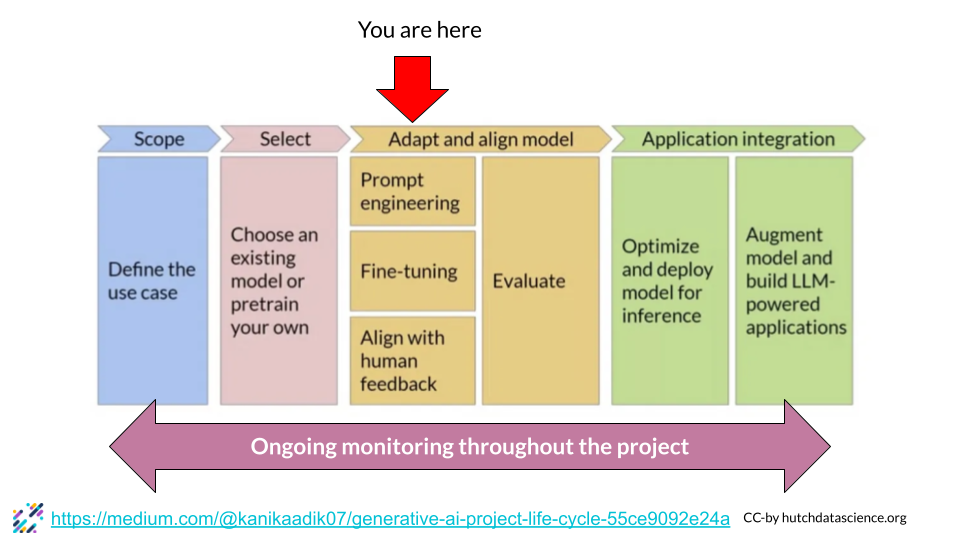 You are here
Scope
Select
Adapt and align model
Application integration
Define the
use case
Choose an
existing
model or
pretrain
your own
Prompt
engineering
Fine-tuning
Align with
human
feedback
Evaluate
Optimize
and deploy
model for
inference
Augment
model and
build LLM-
powered
applications
Ongoing monitoring throughout the project
https://medium.com/@kanikaadik07/generative-ai-project-life-cycle-55ce9092e24a
CC-by hutchdatascience.org